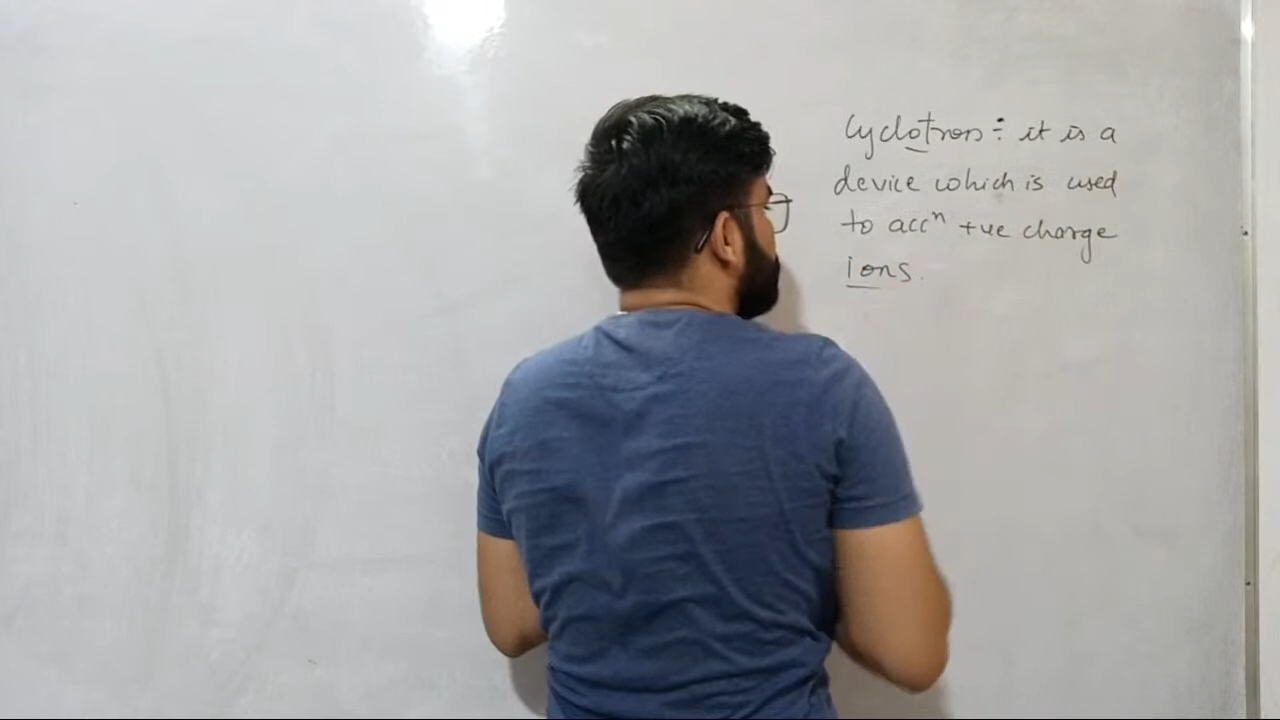 Cyclotron ÷ it is a
device which is used
to accⁿ +ve charge
ions.